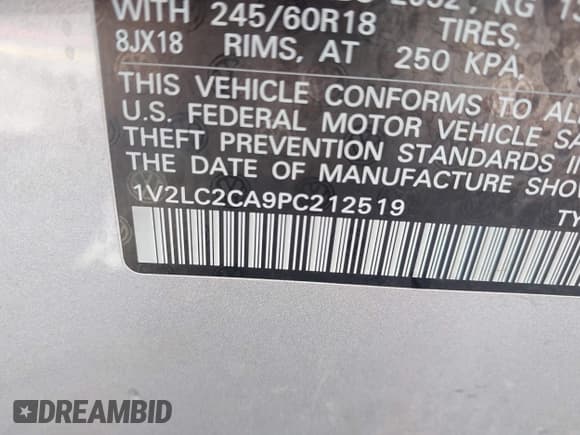 KG
WITH 245/60R18 TIRES,
8JX18 RIMS, AT 250 KPA,
THIS VEHICLE CONFORMS TO
U.S. FEDERAL MOTOR VEHICLE
THEFT PREVENTION STANDARDS
THE DATE OF MANUFACTURE
1V2LC2CA9PC212519
DREAMBID